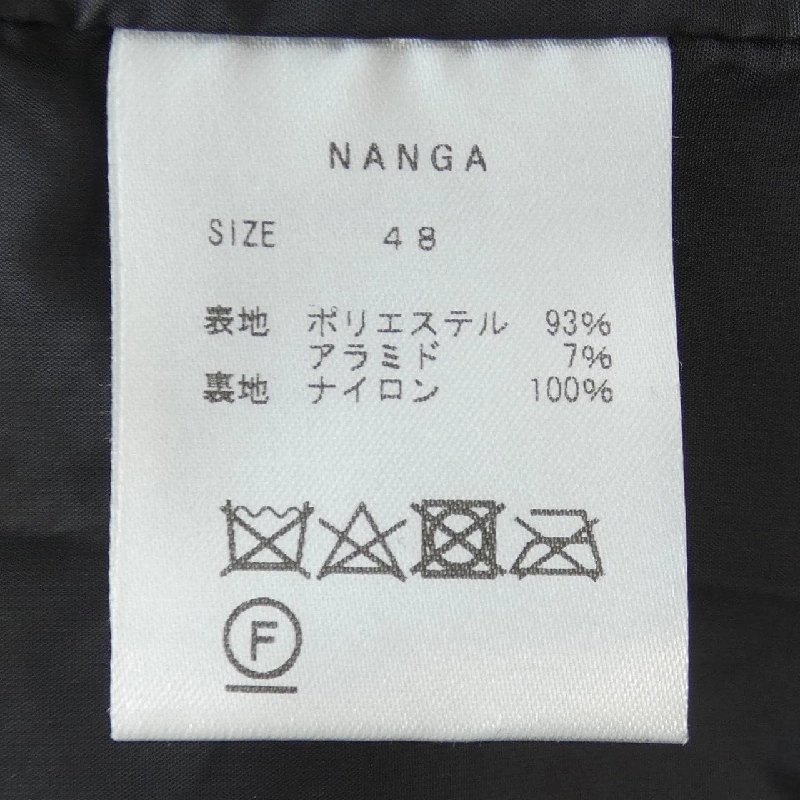 NANGA
SIZE 48
表地 ポリエステル 93%
アラミド 7%
裏地 ナイロン 100%
F